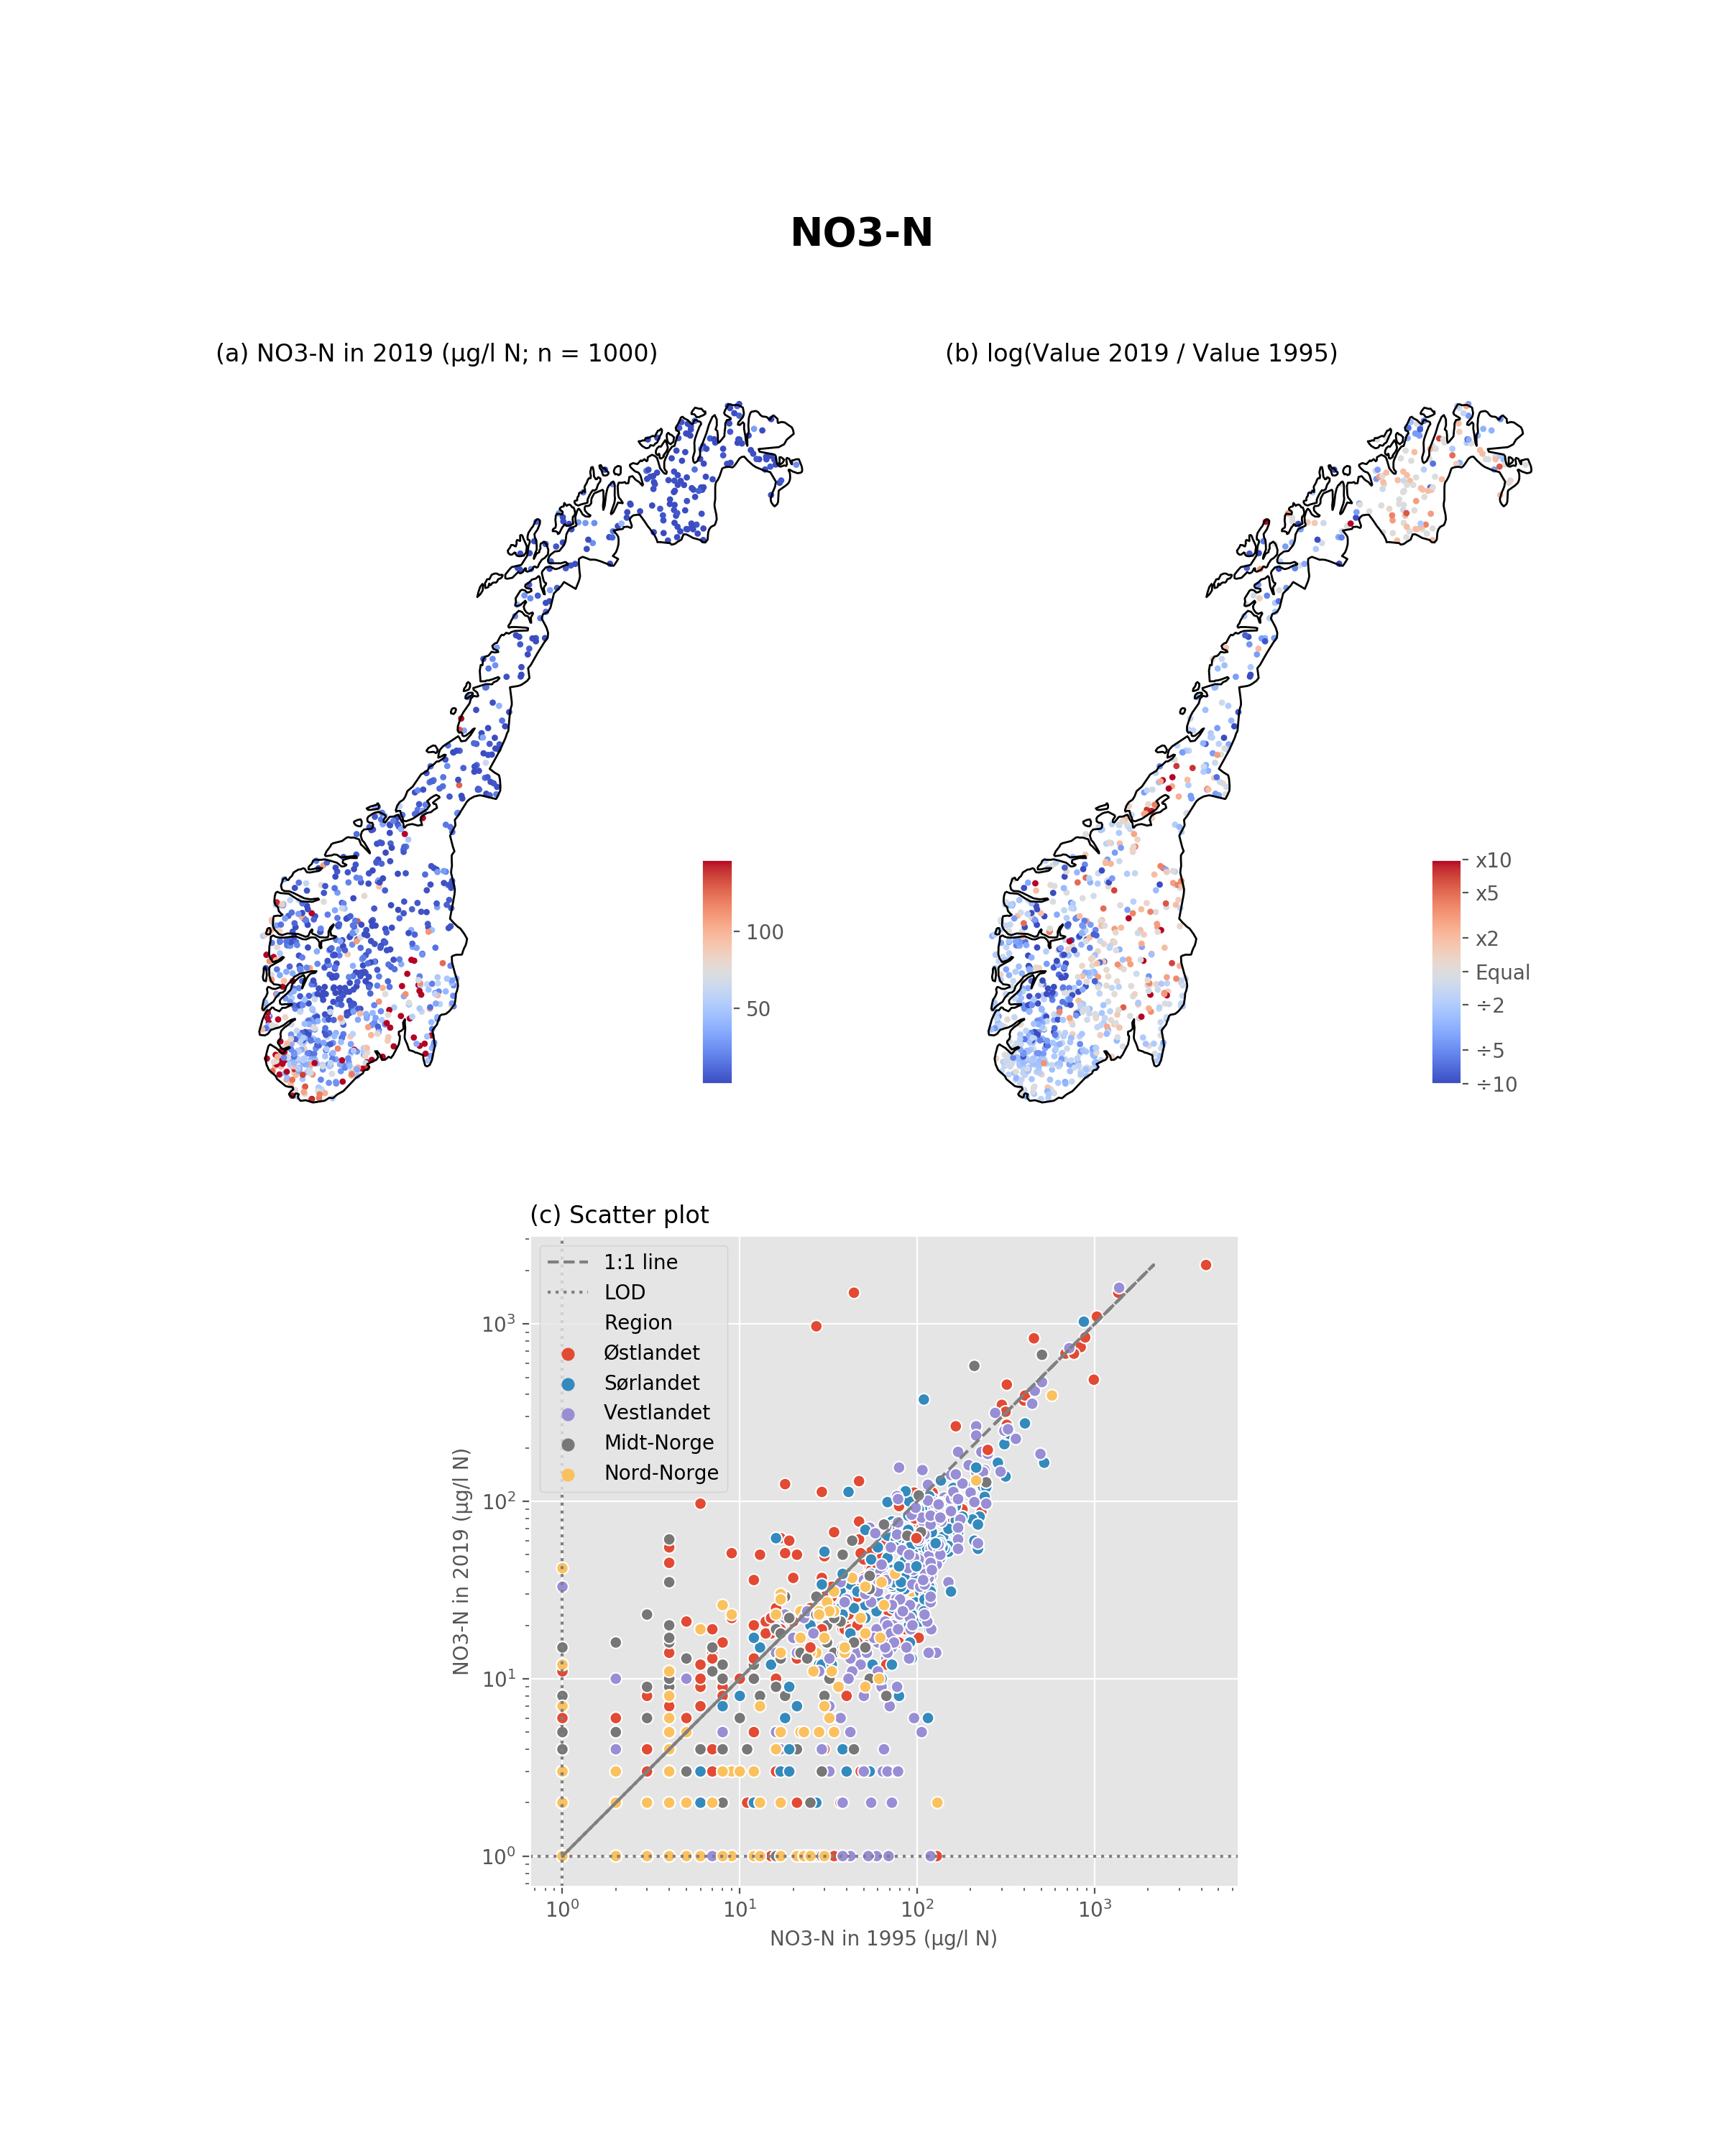 NO3-N
(a) NO3-N in 2019 (µg/l N; n = 1000)
(b) log(Value 2019 / Value 1995)
100
50
x10
x5
x2
Equal
÷2
÷5
÷10
(c) Scatter plot
1:1 line
LOD
Region
Østlandet
Sørlandet
Vestlandet
Midt-Norge
Nord-Norge
NO3-N in 2019 (µg/l N)
10³
10²
10¹
10⁰
10⁰ 10¹ 10² 10³
NO3-N in 1995 (µg/l N)